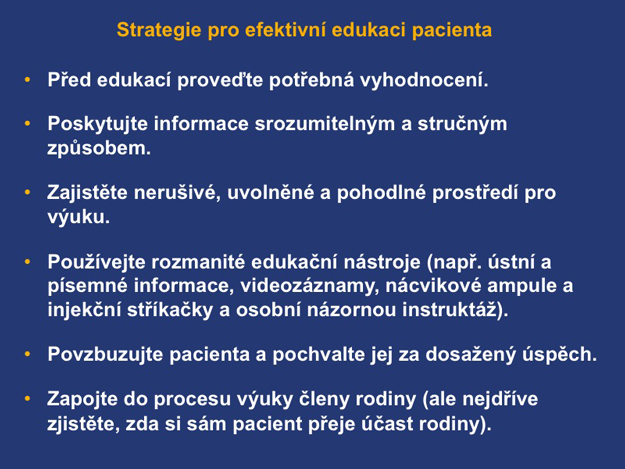 Strategie pro efektivní edukaci pacienta
• Před edukací proveďte potřebná vyhodnocení.
• Poskytujte informace srozumitelným a stručným
způsobem.
• Zajistěte nerušivé, uvolněné a pohodlné prostředí pro
výuku.
• Používejte rozmanité edukační nástroje (např. ústní a
písemné informace, videozáznamy, nácvikové ampule a
injekční stříkačky a osobní názornou instruktáž).
• Povzbuzujte pacienta a pochvalte jej za dosažený úspěch.
• Zapojte do procesu výuky členy rodiny (ale nejdříve
zjistěte, zda si sám pacient přeje účast rodiny).